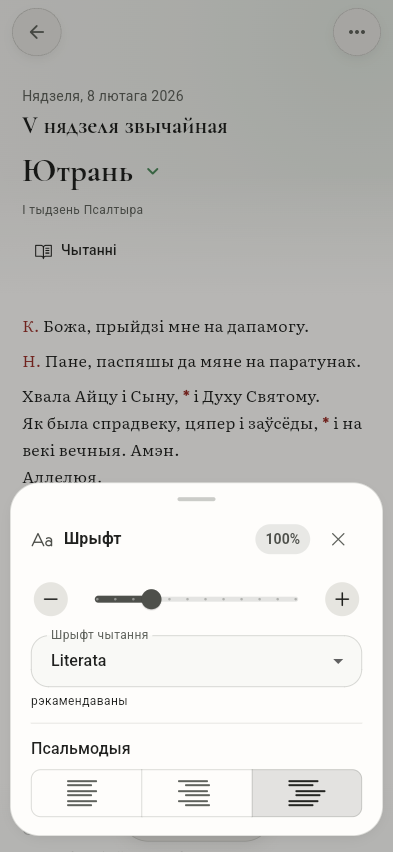 Нядзеля, 8 лютага 2026
V нядзеля звычайная
Ютрань
I тыдзень Псалтыра
Чытанні
К. Божа, прыйдзі мне на дапамогу.
Н. Пане, паспяшы да мяне на паратунак.
Хвала Айцу і Сыну, * і Духу Святому.
Як была спрадвеку, цяпер і заўсёды, * і на
векі вечныя. Амэн.
Аллелюя.
Aa Шрыфт 100%
Шрыфт чытання
Literata
рэкамендаваны
Псальмодыя